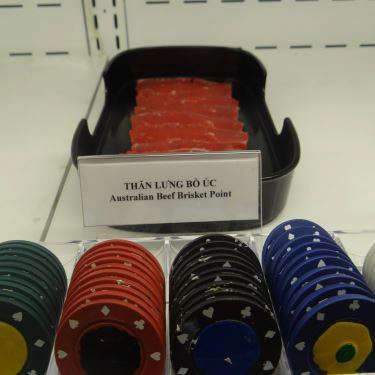 THĂN LƯNG BÒ ÚC
Australian Beef Brisket Point